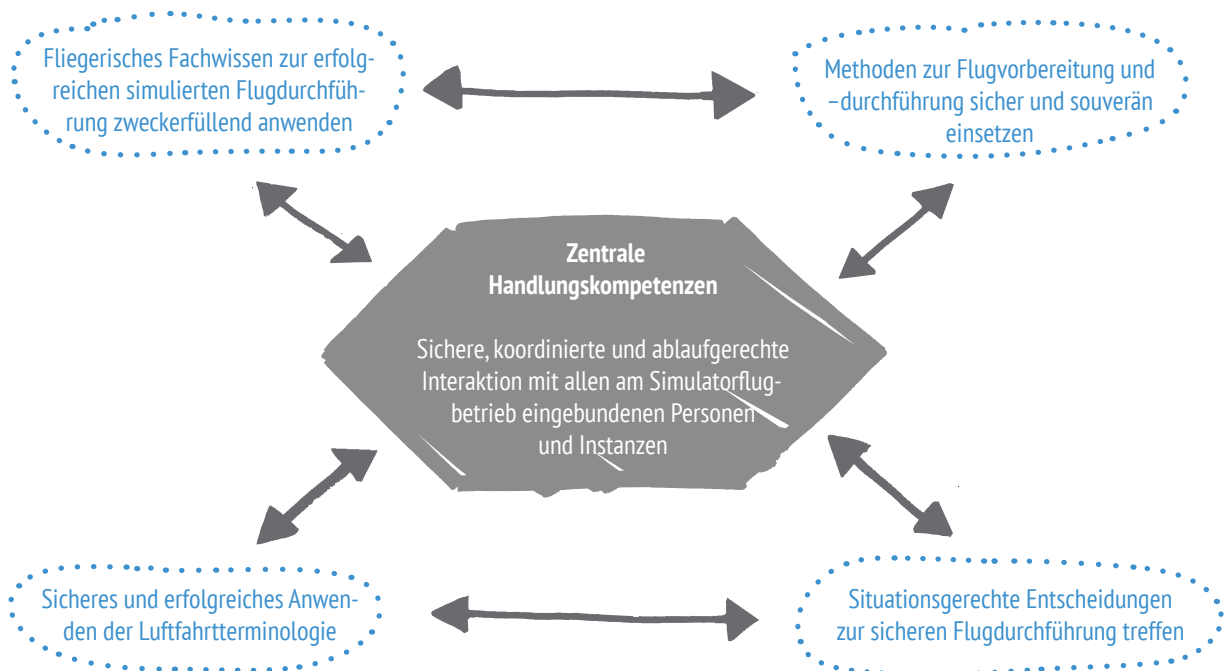 Fliegerisches Fachwissen zur erfolg-
reichen simulierten Flugdurchfüh-
rung zweckerfüllend anwenden
Methoden zur Flugvorbereitung und
–durchführung sicher und souverän
einsetzen
Zentrale
Handlungskompetenzen
Sichere, koordinierte und ablaufgerechte
Interaktion mit allen am Simulatorflug-
betrieb eingebundenen Personen
und Instanzen
Sicheres und erfolgreiches Anwen-
den der Luftfahrtterminologie
Situationsgerechte Entscheidungen
zur sicheren Flugdurchführung treffen